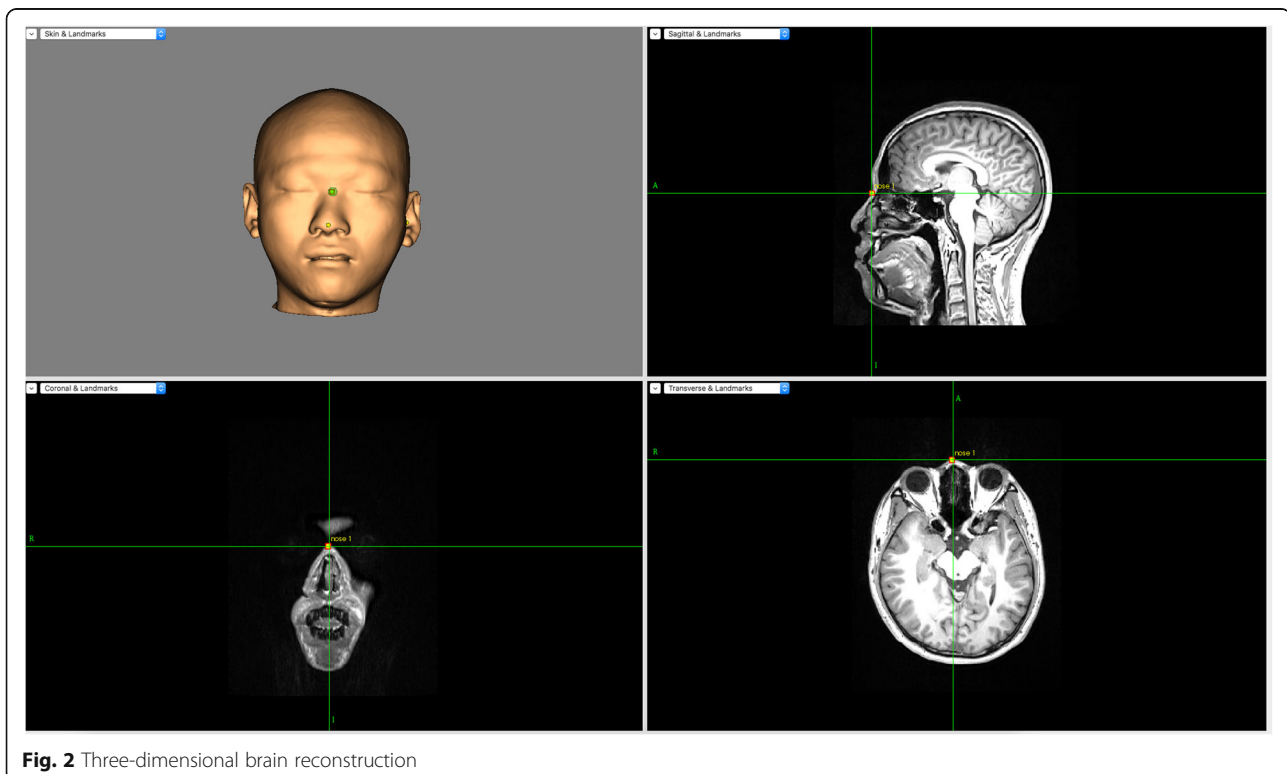 Skin & Landmarks
Sagittal & Landmarks
A
nose 1
I
Coronal & Landmarks
R
nose 1
I
Transverse & Landmarks
A
R
nose 1
Fig. 2 Three-dimensional brain reconstruction